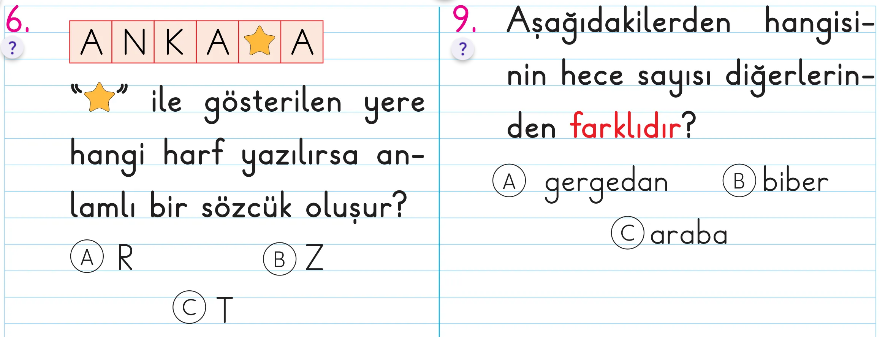 6.
?
A N K A A
“ ” ile gösterilen yere
hangi harf yazılırsa an-
lamlı bir sözcük oluşur?
A R
B Z
C T
9.
?
Aşağıdakilerden hangisi-
nin hece sayısı diğerlerin-
den farklıdır?
A gergedan
B biber
C araba